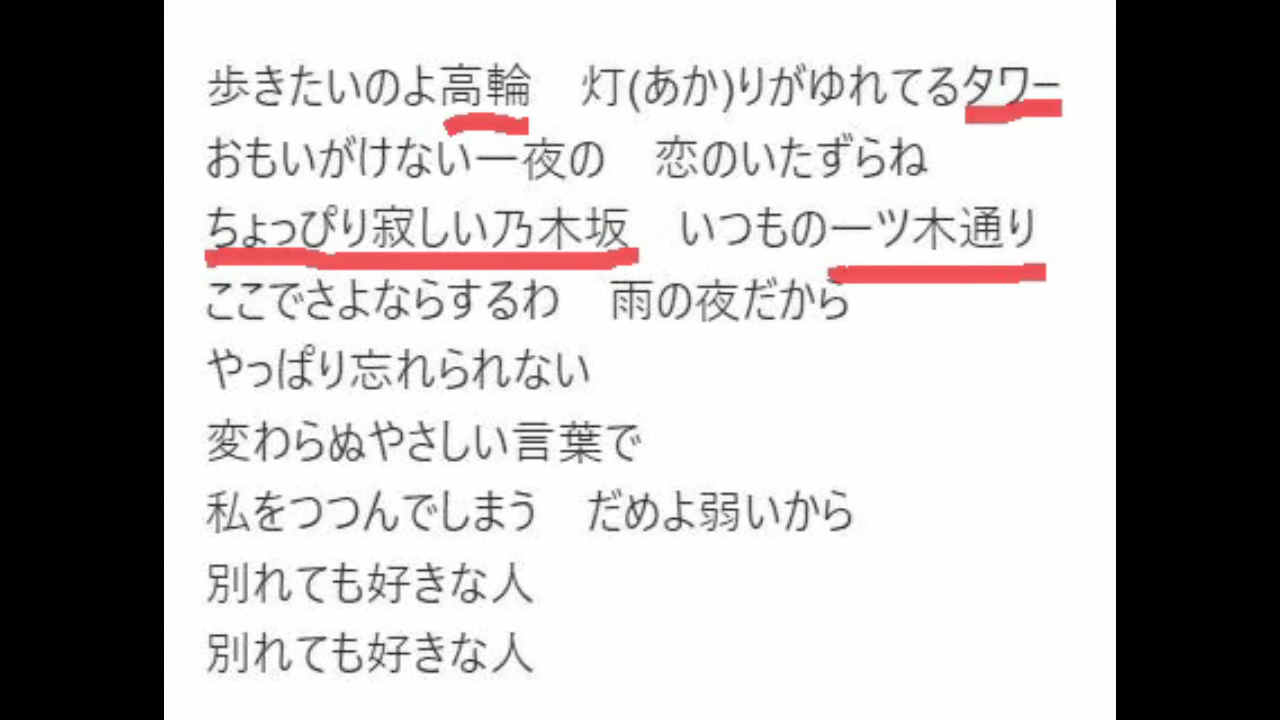 歩きたいのよ高輪　灯(あか)りがゆれてるタワー
おもいがけない一夜の　恋のいたずらね
ちょっぴり寂しい乃木坂　いつもの一ツ木通り
ここでさよならするわ　雨の夜だから
やっぱり忘れられない
変わらぬやさしい言葉で
私をつつんでしまう　だめよ弱いから
別れても好きな人
別れても好きな人